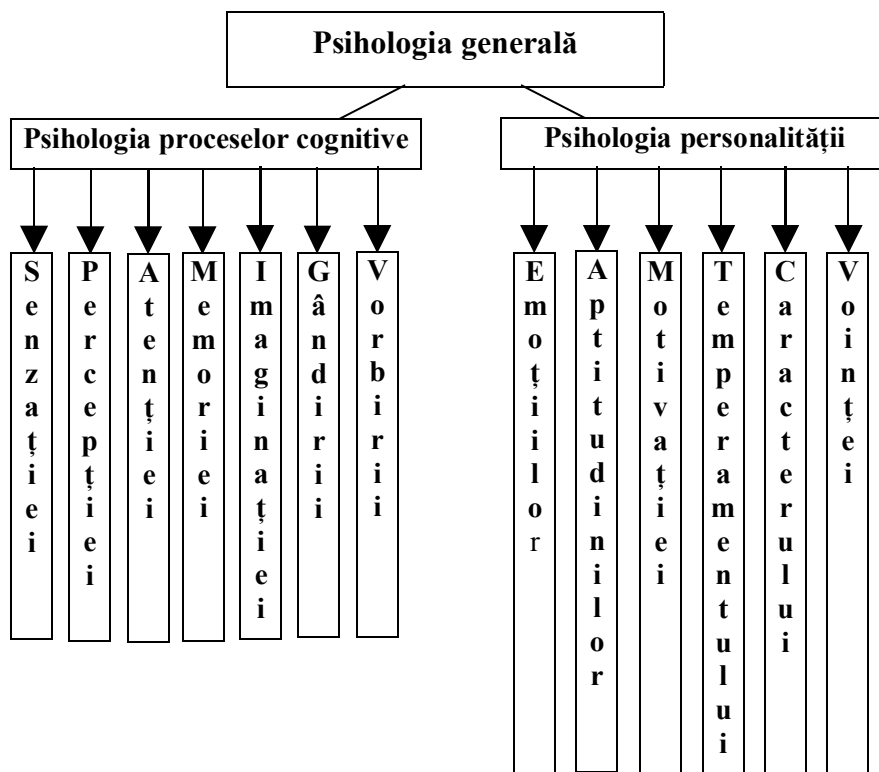 Psihologia generală
Psihologia proceselor cognitive
Psihologia personalității
Senzației
Percepției
Atenției
Memoriei
Imaginației
Gândirii
Vorbirii
Emoțiilor
Aptitudinilor
Motivației
Temperamentului
Caracterului
Voinței